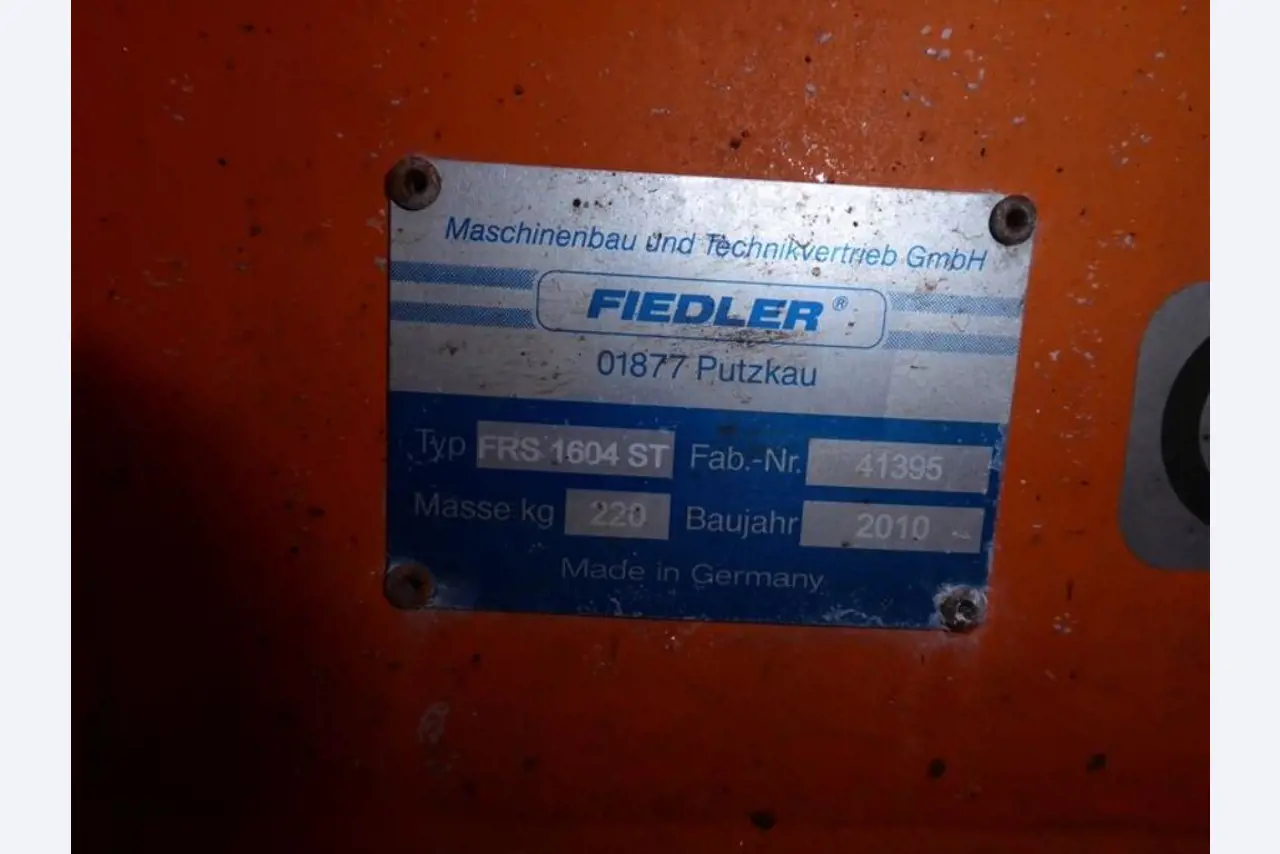 Maschinenbau und Technikvertrieb GmbH
FIEDLER®
01877 Putzkau
Typ FRS 1604 ST Fab.-Nr. 41395
Masse kg 220 Baujahr 2010
Made in Germany